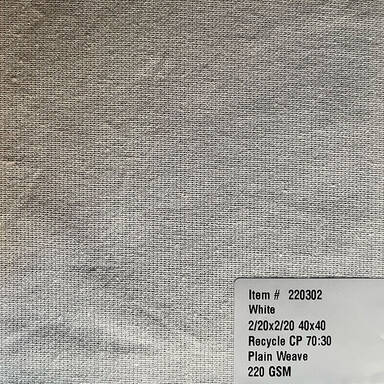 Item # 220302
White
2/20x2/20 40x40
Recycle CP 70:30
Plain Weave
220 GSM